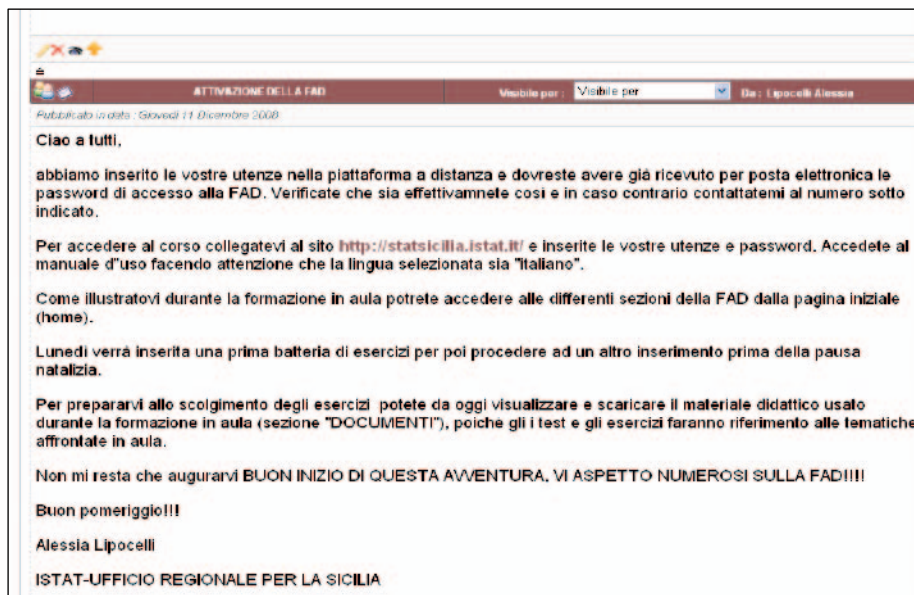 ATTIVAZIONE DELLA FAD Visibile per : Visibile per Da : Lipocelli Alessia
Pubblicato in data : Giovedì 11 Dicembre 2008
Ciao a tutti,
abbiamo inserito le vostre utenze nella piattaforma a distanza e dovreste avere già ricevuto per posta elettronica le
password di accesso alla FAD. Verificate che sia effettivamnete così e in caso contrario contattatemi al numero sotto
indicato.
Per accedere al corso collegatevi al sito http://statsicilia.istat.it/ e inserite le vostre utenze e password. Accedete al
manuale d"uso facendo attenzione che la lingua selezionata sia "italiano".
Come illustratovi durante la formazione in aula potrete accedere alle differenti sezioni della FAD dalla pagina iniziale
(home).
Lunedì verrà inserita una prima batteria di esercizi per poi procedere ad un altro inserimento prima della pausa
natalizia.
Per prepararvi allo scolgimento degli esercizi potete da oggi visualizzare e scaricare il materiale didattico usato
durante la formazione in aula (sezione "DOCUMENTI"), poichè gli i test e gli esercizi faranno riferimento alle tematiche
affrontate in aula.
Non mi resta che augurarvi BUON INIZIO DI QUESTA AVVENTURA, VI ASPETTO NUMEROSI SULLA FAD!!!!
Buon pomeriggio!!!
Alessia Lipocelli
ISTAT-UFFICIO REGIONALE PER LA SICILIA